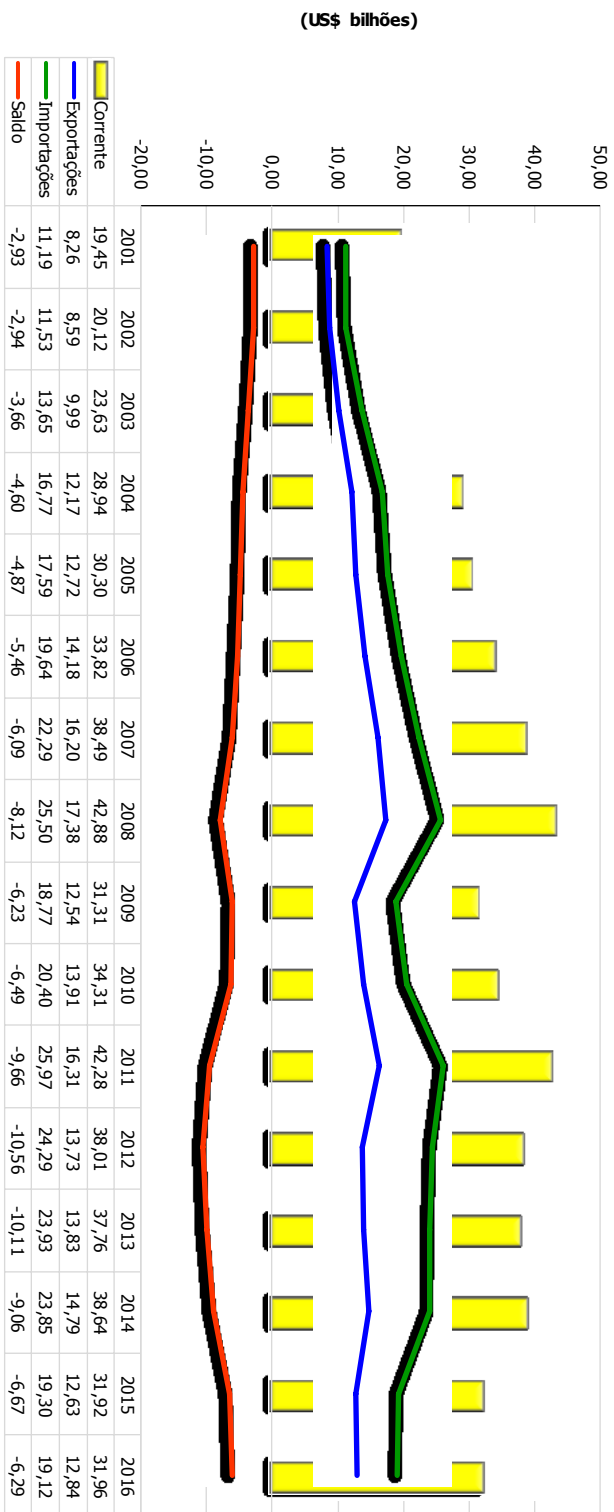 (US$ bilhões)
50,00
40,00
30,00
20,00
10,00
0,00
-10,00
-20,00
2001 2002 2003 2004 2005 2006 2007 2008 2009 2010 2011 2012 2013 2014 2015 2016
Corrente 19,45 20,12 23,63 28,94 30,30 33,82 38,49 42,88 31,31 34,31 42,28 38,01 37,76 38,64 31,92 31,96
Exportações 8,26 8,59 9,99 12,17 12,72 14,18 16,20 17,38 12,54 13,91 16,31 13,73 13,83 14,79 12,63 12,84
Importações 11,19 11,53 13,65 16,77 17,59 19,64 22,29 25,50 18,77 20,40 25,97 24,29 23,93 23,85 19,30 19,12
Saldo -2,93 -2,94 -3,66 -4,60 -4,87 -5,46 -6,09 -8,12 -6,23 -6,49 -9,66 -10,56 -10,11 -9,06 -6,67 -6,29